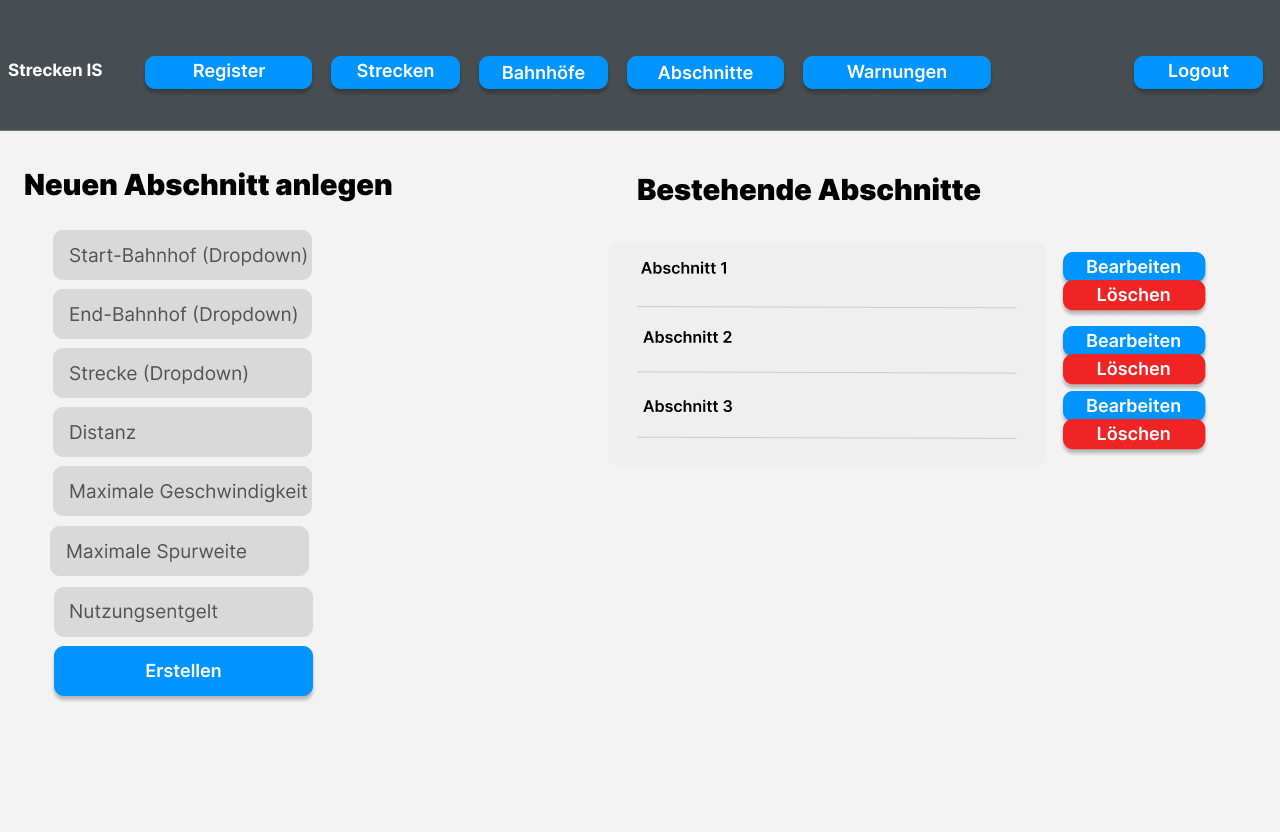 Strecken IS
Register
Strecken
Bahnhöfe
Abschnitte
Warnungen
Logout
Neuen Abschnitt anlegen
Start-Bahnhof (Dropdown)
End-Bahnhof (Dropdown)
Strecke (Dropdown)
Distanz
Maximale Geschwindigkeit
Maximale Spurweite
Nutzungsentgelt
Erstellen
Bestehende Abschnitte
Abschnitt 1
Bearbeiten
Löschen
Abschnitt 2
Bearbeiten
Löschen
Abschnitt 3
Bearbeiten
Löschen